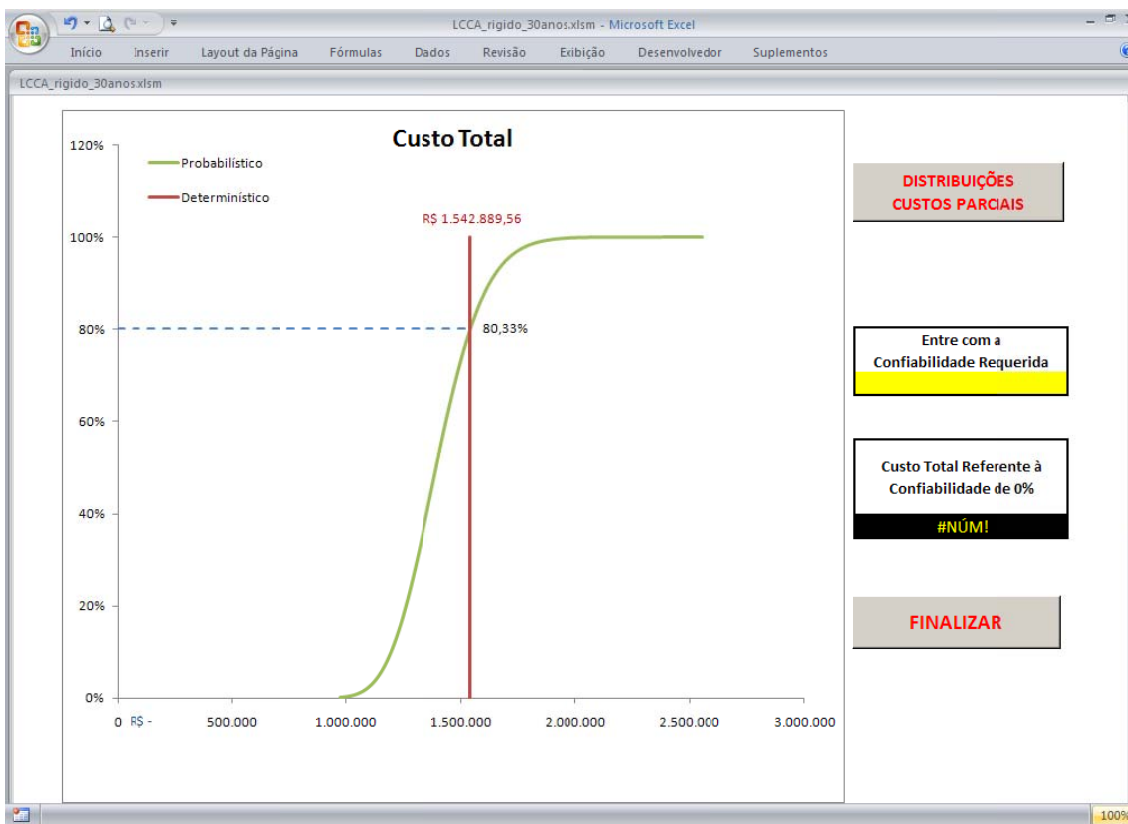 LCCA_rigido_30anos.xlsm - Microsoft Excel
Início Inserir Layout da Página Fórmulas Dados Revisão Exibição Desenvolvedor Suplementos
LCCA_rigido_30anos.xlsm
Custo Total
Probabilístico
Determinístico
R$ 1.542.889,56
120%
100%
80%
80,33%
60%
40%
20%
0%
0 R$ - 500.000 1.000.000 1.500.000 2.000.000 2.500.000 3.000.000
DISTRIBUIÇÕES
CUSTOS PARCIAIS
Entre com a
Confiabilidade Requerida
Custo Total Referente à
Confiabilidade de 0%
#NÚM!
FINALIZAR
100%